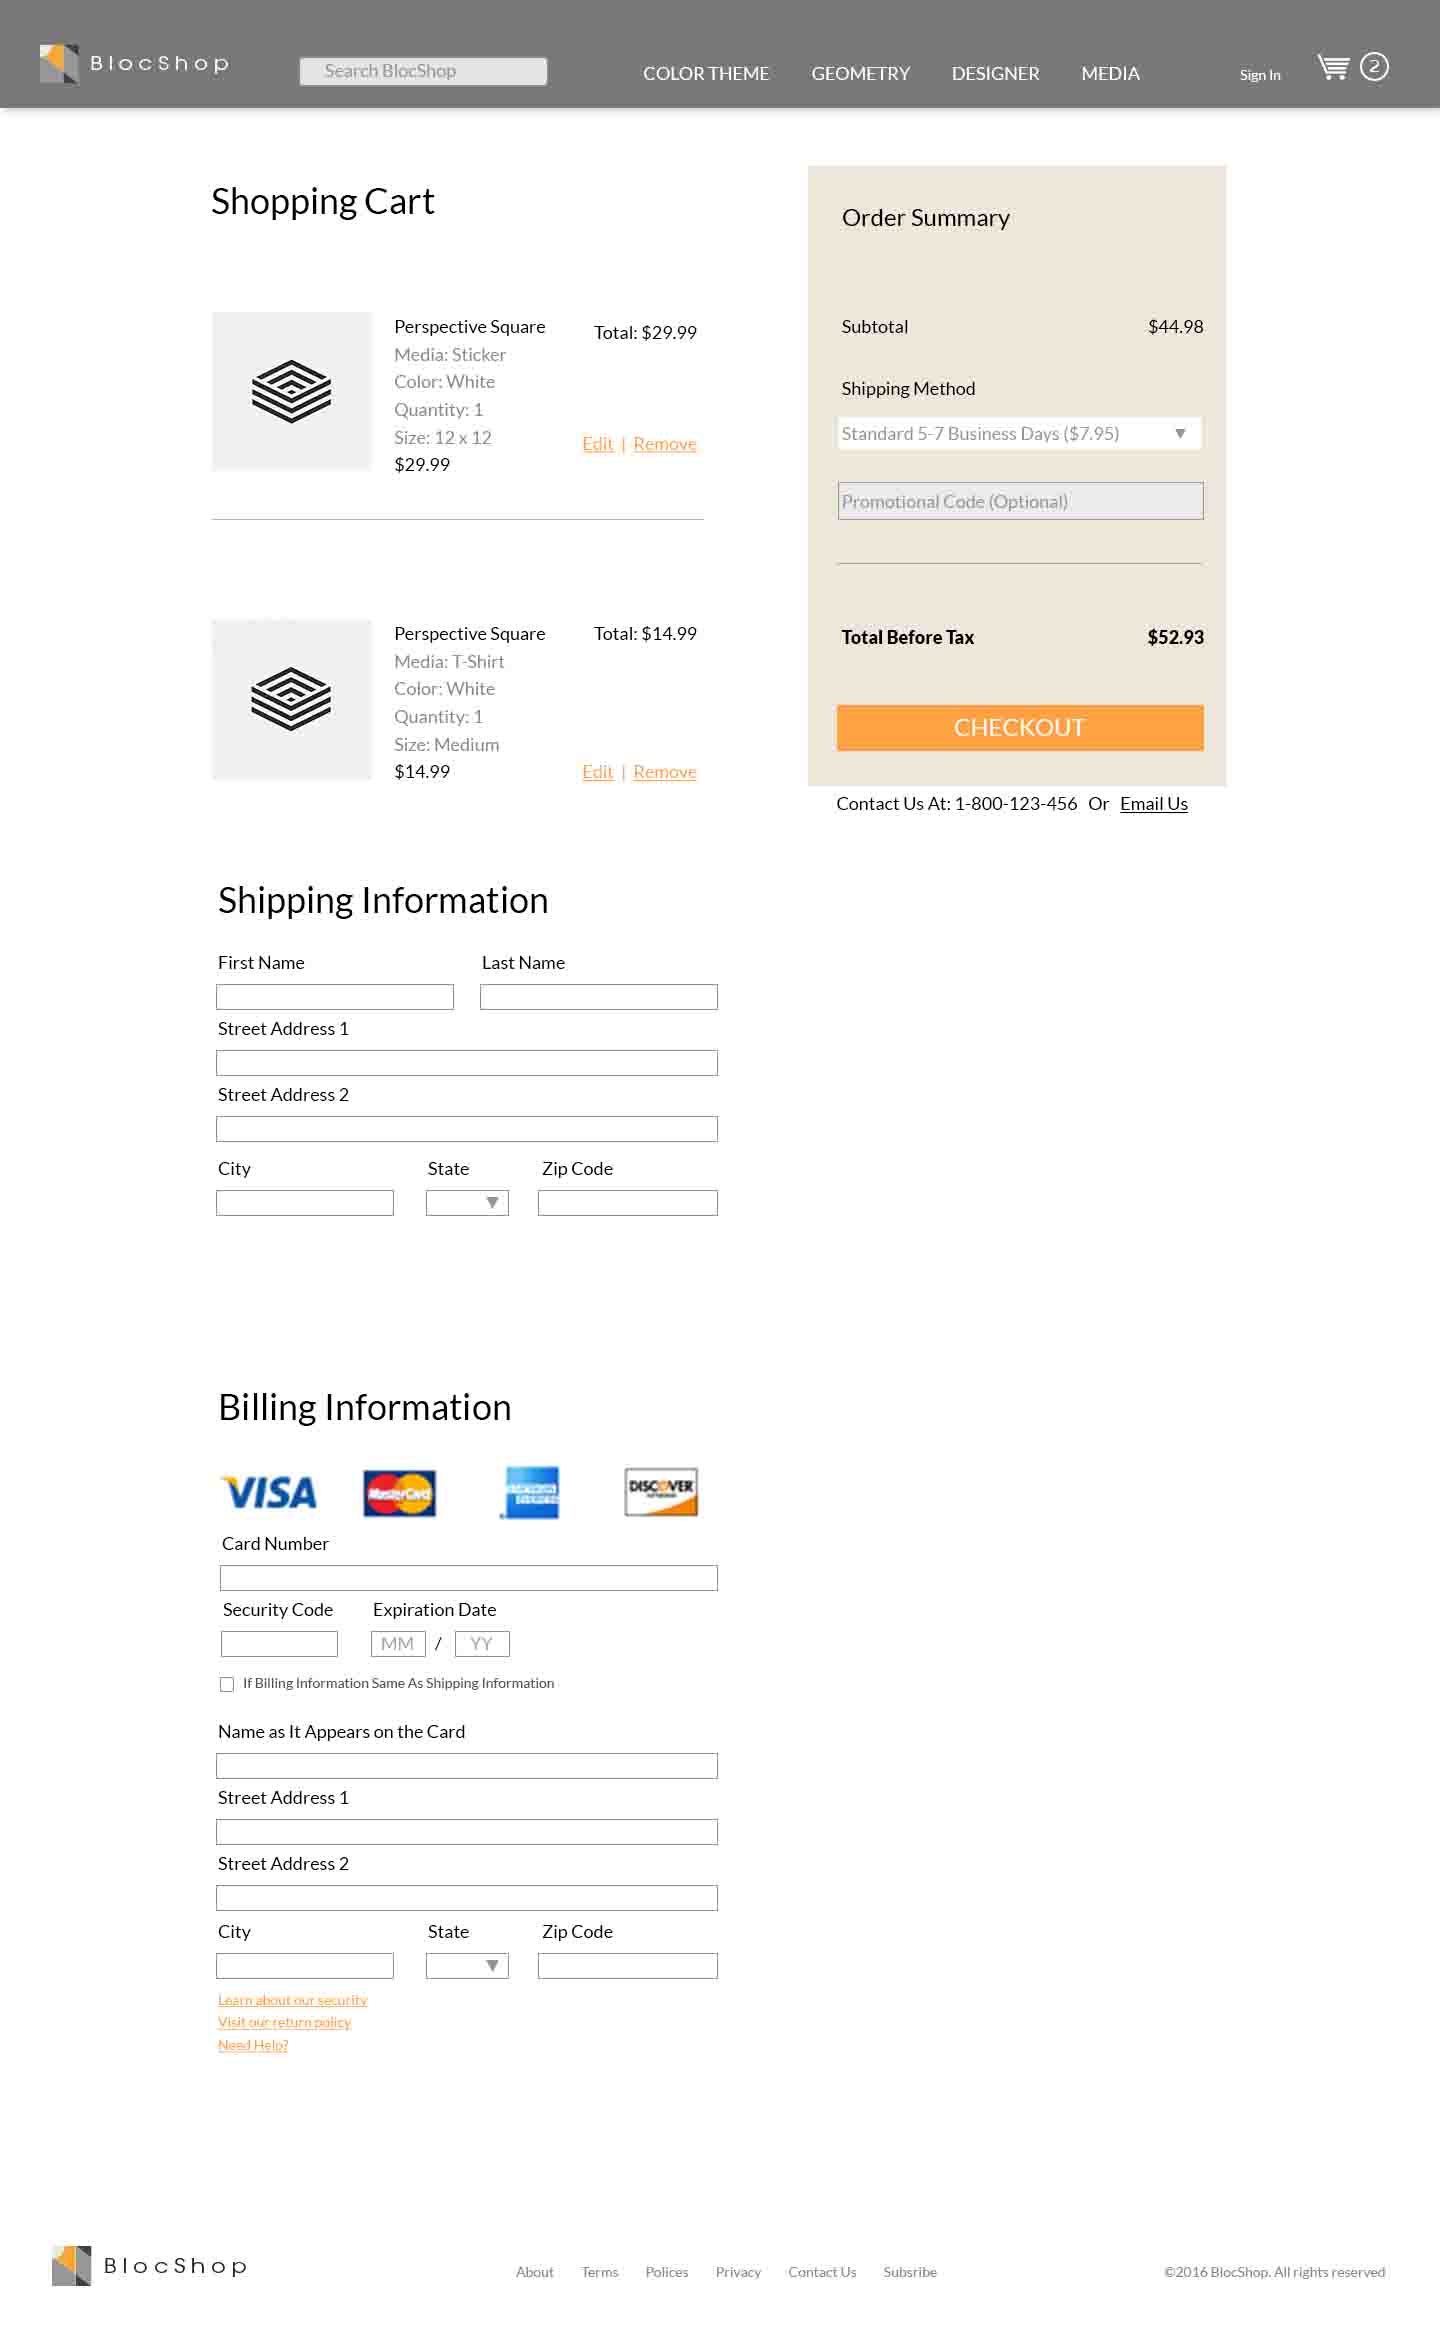 BlocShop
Search BlocShop
COLOR THEME
GEOMETRY
DESIGNER
MEDIA
Sign In
2
Shopping Cart
Perspective Square
Total: $29.99
Media: Sticker
Color: White
Quantity: 1
Size: 12 x 12
Edit | Remove
$29.99
Perspective Square
Total: $14.99
Media: T-Shirt
Color: White
Quantity: 1
Size: Medium
$14.99
Edit | Remove
Order Summary
Subtotal $44.98
Shipping Method
Standard 5-7 Business Days ($7.95)
Promotional Code (Optional)
Total Before Tax $52.93
CHECKOUT
Contact Us At: 1-800-123-456 Or Email Us
Shipping Information
First Name
Last Name
Street Address 1
Street Address 2
City
State
Zip Code
Billing Information
VISA
MasterCard
DISCOVER
Card Number
Security Code
Expiration Date
MM / YY
If Billing Information Same As Shipping Information
Name as It Appears on the Card
Street Address 1
Street Address 2
City
State
Zip Code
Learn about our security
Visit our return policy
Need Help?
BlocShop
About
Terms
Polices
Privacy
Contact Us
Subsribe
©2016 BlocShop. All rights reserved